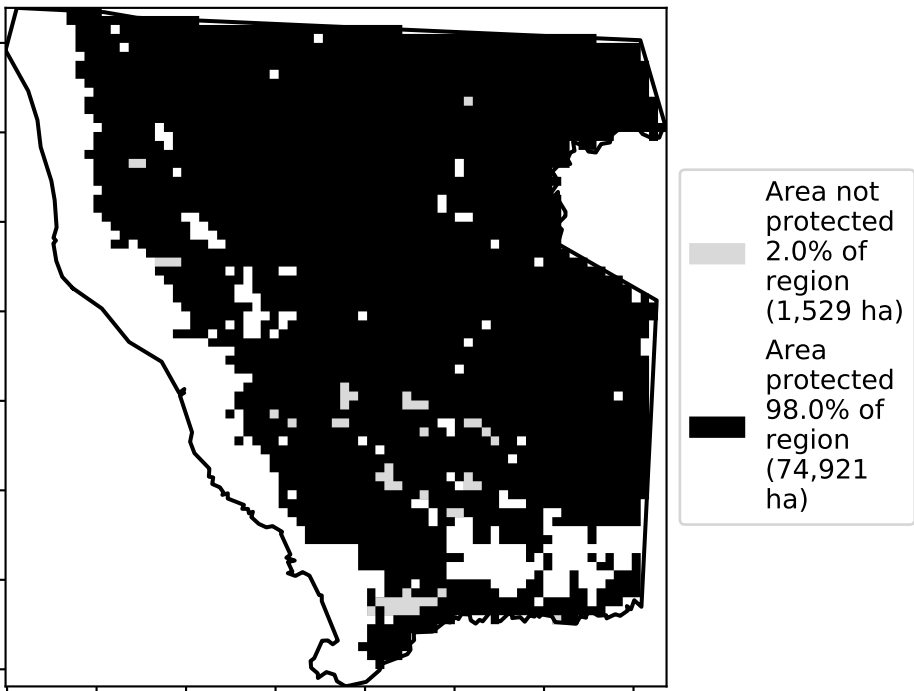 Area not
protected
2.0% of
region
(1,529 ha)
Area
protected
98.0% of
region
(74,921
ha)